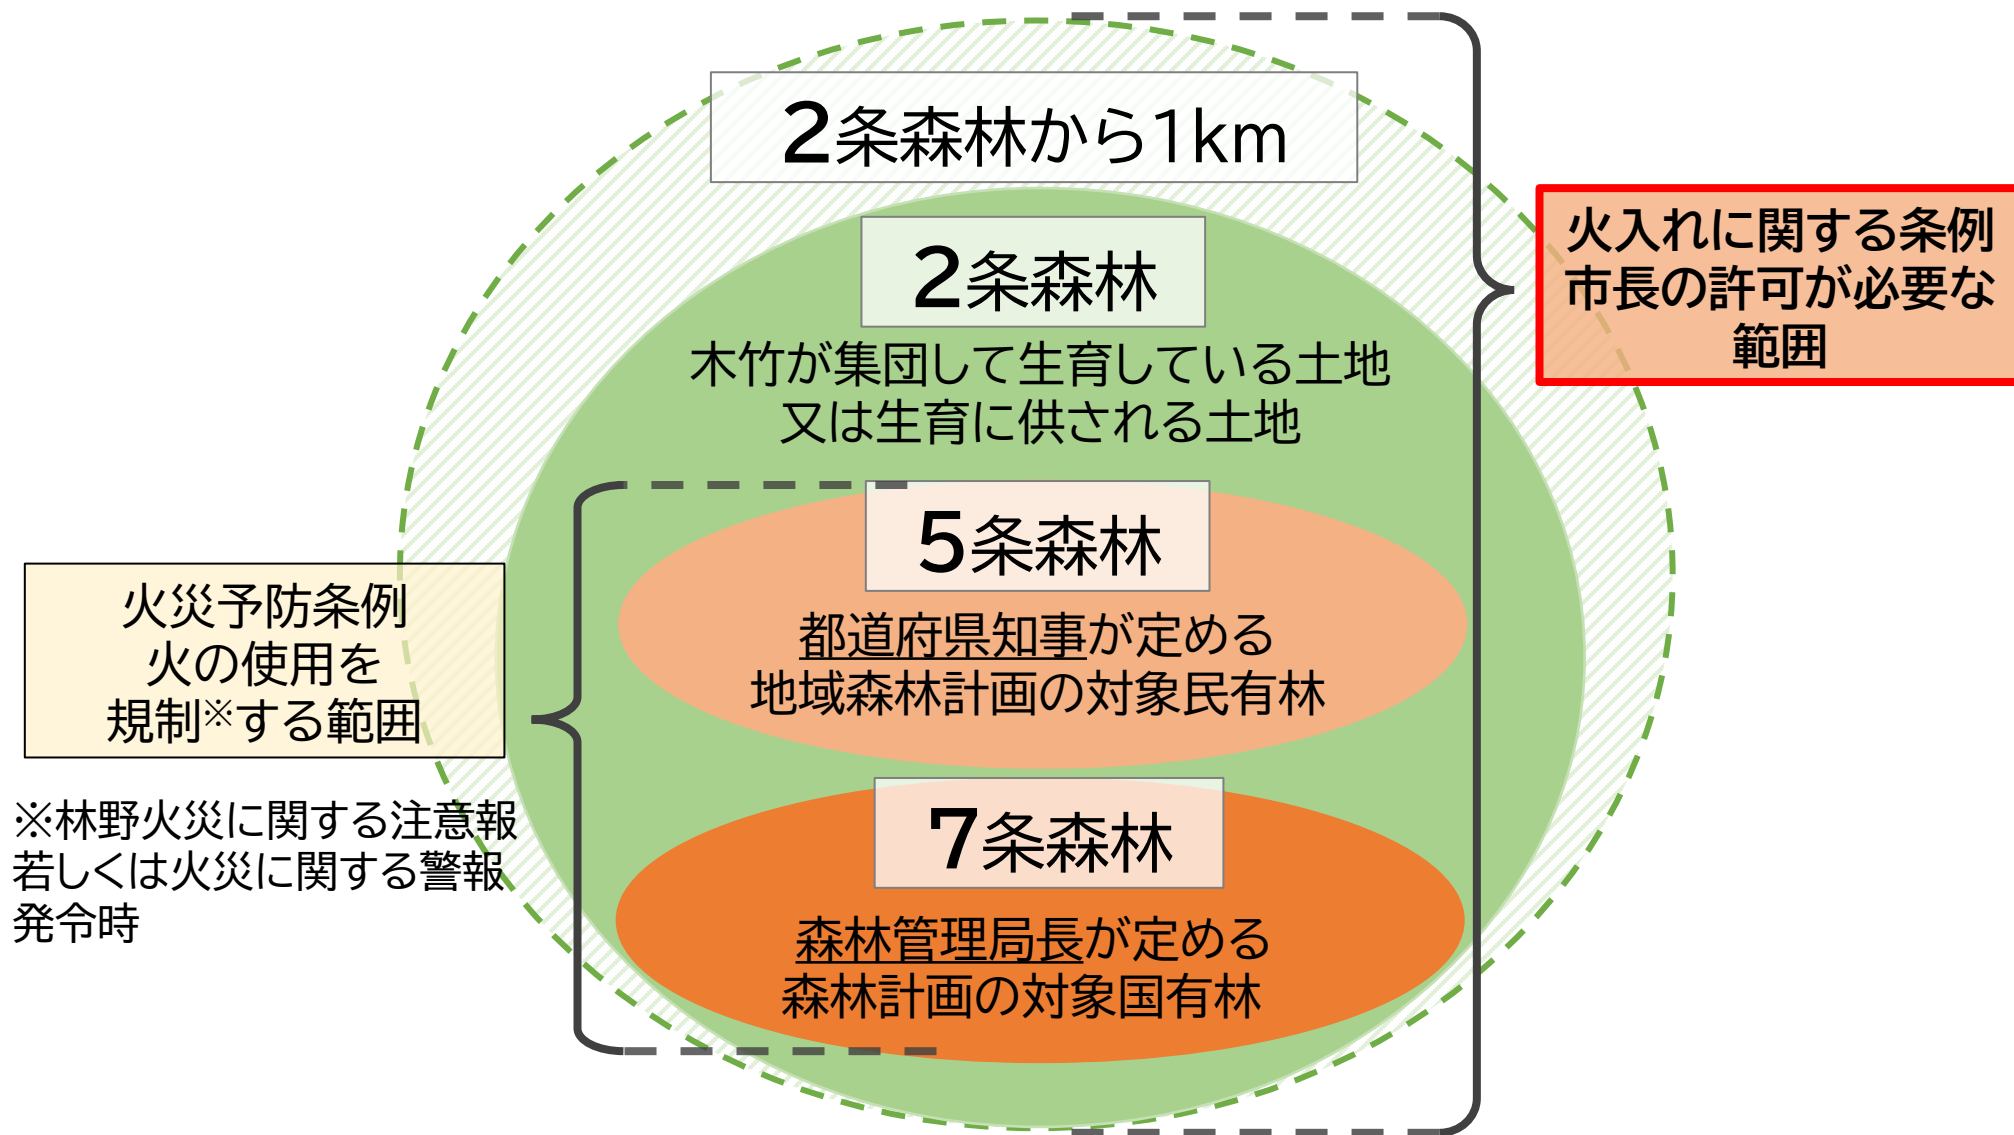 2条森林から1km
2条森林
木竹が集団して生育している土地
又は生育に供される土地
5条森林
都道府県知事が定める
地域森林計画の対象民有林
7条森林
森林管理局長が定める
森林計画の対象国有林
火入れに関する条例
市長の許可が必要な
範囲
火災予防条例
火の使用を
規制※する範囲
※林野火災に関する注意報
若しくは火災に関する警報
発令時